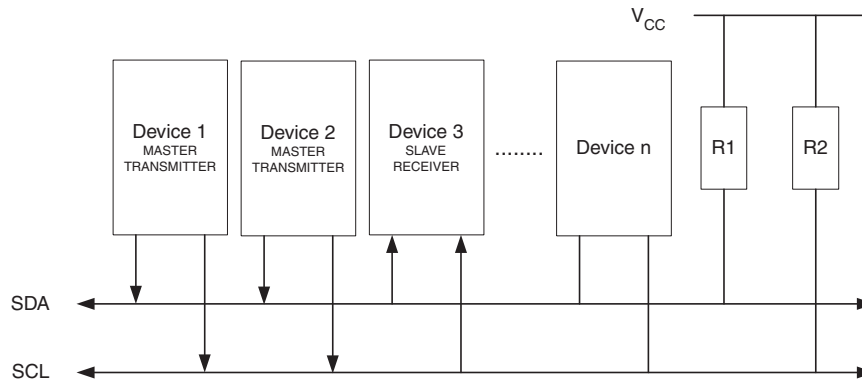 VCC
Device 1
MASTER
TRANSMITTER
Device 2
MASTER
TRANSMITTER
Device 3
SLAVE
RECEIVER
........
Device n
R1
R2
SDA
SCL